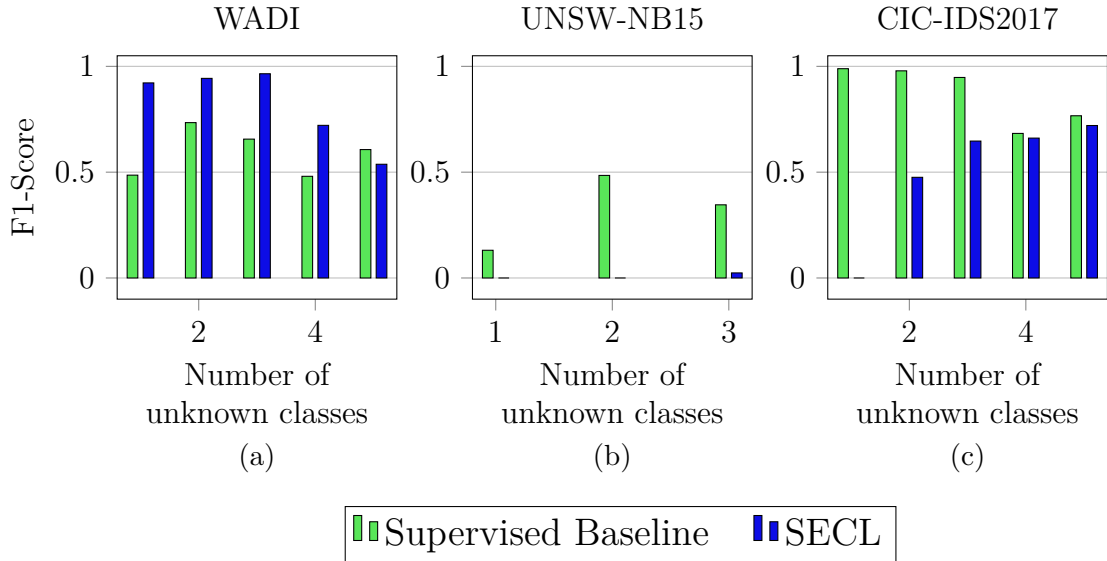 WADI
UNSW-NB15
CIC-IDS2017
F1-Score
1
0.5
0
2
4
1
0.5
0
1
2
3
1
0.5
0
2
4
Number of
unknown classes
(a)
Number of
unknown classes
(b)
Number of
unknown classes
(c)
Supervised Baseline
SECL